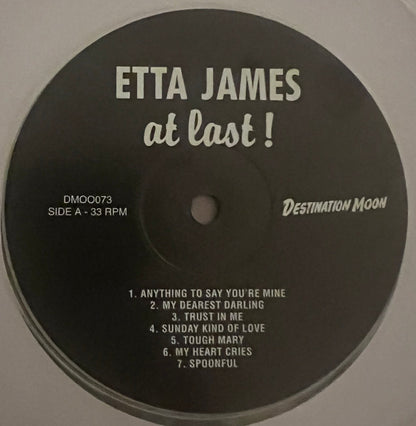 ETTA JAMES
at last!
DMOO073
SIDE A - 33 RPM
DESTINATION MOON
1. ANYTHING TO SAY YOU'RE MINE
2. MY DEAREST DARLING
3. TRUST IN ME
4. SUNDAY KIND OF LOVE
5. TOUGH MARY
6. MY HEART CRIES
7. SPOONFUL